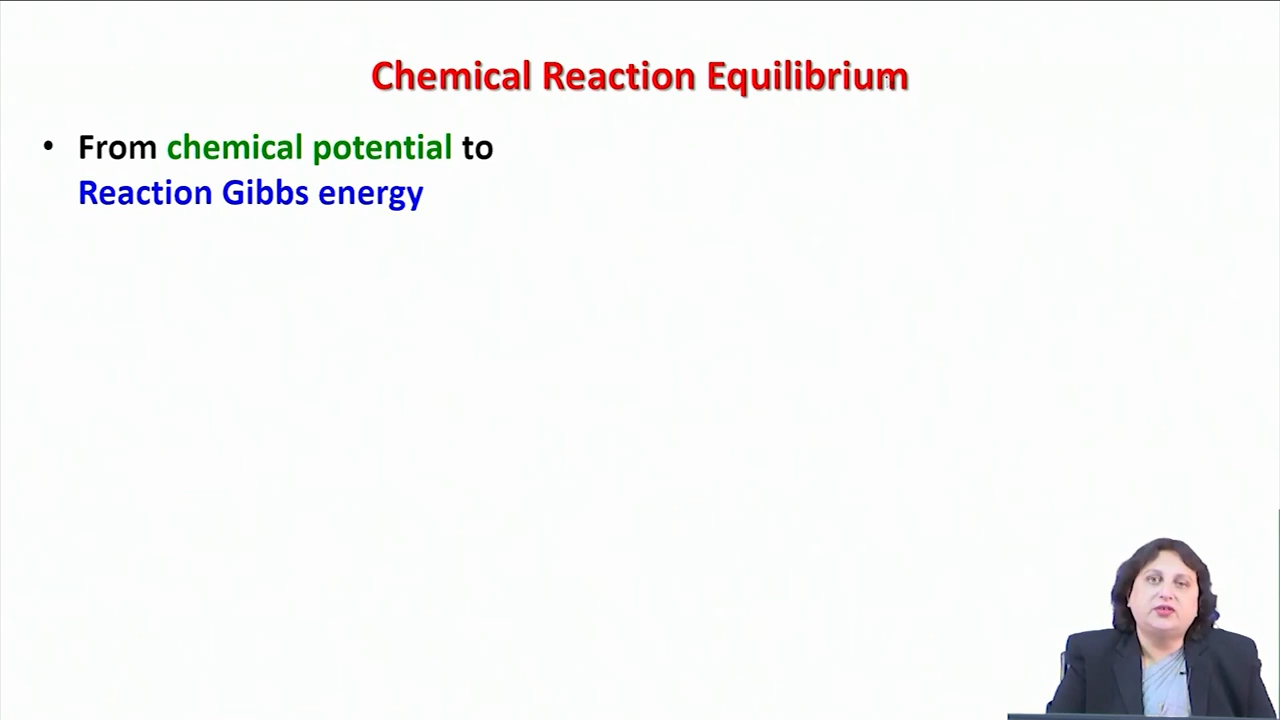 Chemical Reaction Equilibrium
• From chemical potential to
Reaction Gibbs energy